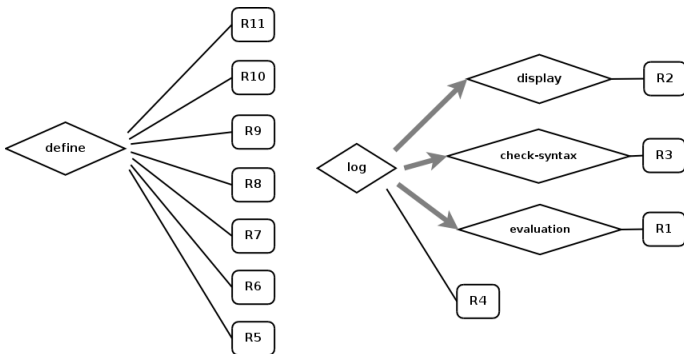 R11
R10
R9
define
R8
R7
R6
R5
display
R2
log
check-syntax
R3
evaluation
R1
R4